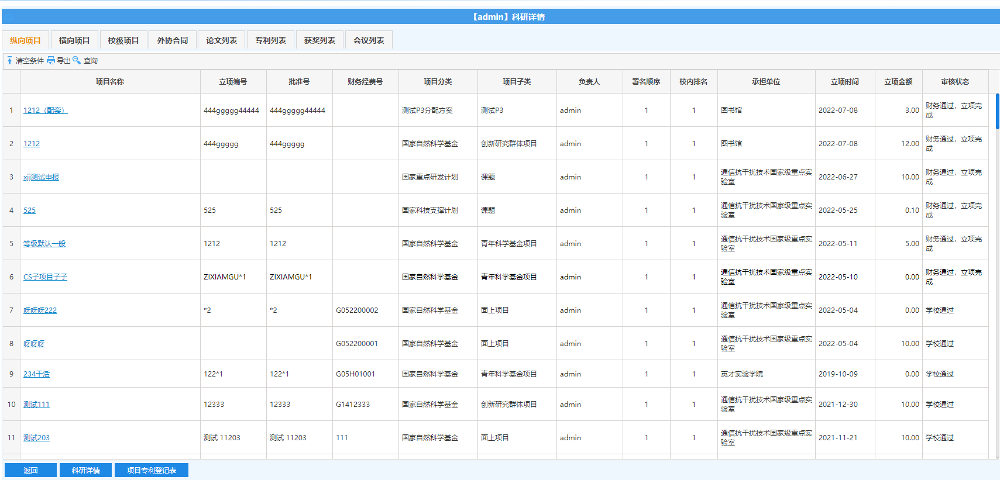 【admin】科研详情
纵向项目 横向项目 校级项目 外协合同 论文列表 专利列表 获奖列表 会议列表
清空条件 导出 查询
项目名称 立项编号 批准号 财务经费号 项目分类 项目子类 负责人 署名顺序 校内排名 承担单位 立项时间 立项金额 审核状态
1 1212（配套） 444ggggg44444 444ggggg44444 测试P3分配方案 测试P3 admin 1 1 图书馆 2022-07-08 3.00 财务通过，立项完
成
2 1212 444ggggg 444ggggg 国家自然科学基金 创新研究群体项目 admin 1 1 图书馆 2022-07-08 12.00 财务通过，立项完
成
3 xjj测试申报 国家重点研发计划 课题 admin 1 1 通信抗干扰技术国家级重点实 2022-06-27 10.00 财务通过，立项完
验室 成
4 525 525 525 国家科技支撑计划 课题 admin 1 1 通信抗干扰技术国家级重点实 2022-05-25 0.10 财务通过，立项完
验室 成
5 等级默认一般 1212 1212 国家自然科学基金 青年科学基金项目 admin 1 1 通信抗干扰技术国家级重点实 2022-05-11 5.00 财务通过，立项完
验室 成
6 CS子项目子子 ZIXIAMGU*1 ZIXIAMGU*1 国家自然科学基金 青年科学基金项目 admin 1 1 通信抗干扰技术国家级重点实 2022-05-10 0.00 财务通过，立项完
验室 成
7 呀呀呀222 *2 *2 G052200002 国家自然科学基金 面上项目 admin 1 1 通信抗干扰技术国家级重点实 2022-05-04 0.00 学校通过
验室
8 呀呀呀 G052200001 国家自然科学基金 面上项目 admin 1 1 通信抗干扰技术国家级重点实 2022-05-04 10.00 学校通过
验室
9 234干活 122*1 122*1 G05H01001 国家自然科学基金 青年科学基金项目 admin 1 1 英才实验学院 2019-10-09 0.00 学校通过
10 测试111 12333 12333 G1412333 国家自然科学基金 创新研究群体项目 admin 1 1 通信抗干扰技术国家级重点实 2021-12-30 10.00 学校通过
验室
11 测试203 测试 11203 测试 11203 111 国家自然科学基金 面上项目 admin 1 1 通信抗干扰技术国家级重点实 2021-11-21 10.00 学校通过
验室
返回 科研详情 项目专利登记表